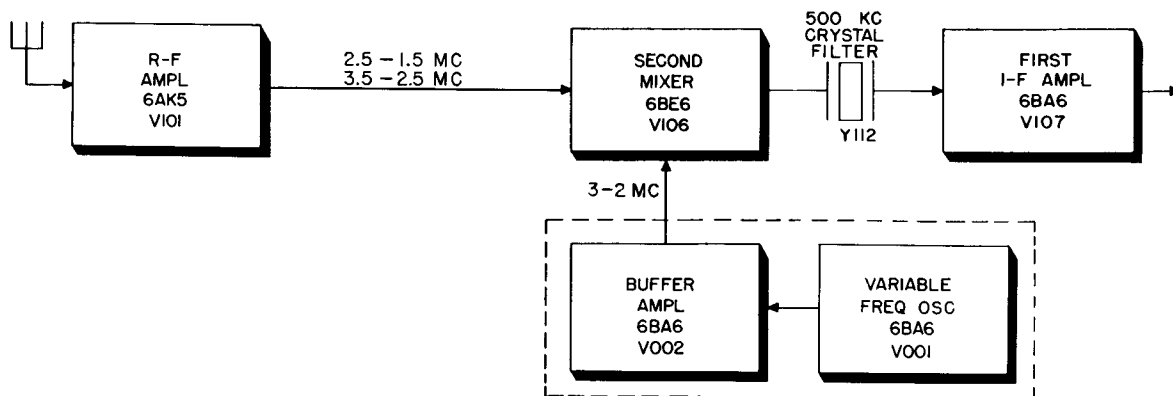 R-F
AMPL
6AK5
V101
2.5 – 1.5 MC
3.5 – 2.5 MC
SECOND
MIXER
6BE6
V106
500 KC
CRYSTAL
FILTER
Y112
FIRST
I-F AMPL
6BA6
V107
3–2 MC
BUFFER
AMPL
6BA6
V002
VARIABLE
FREQ OSC
6BA6
V001